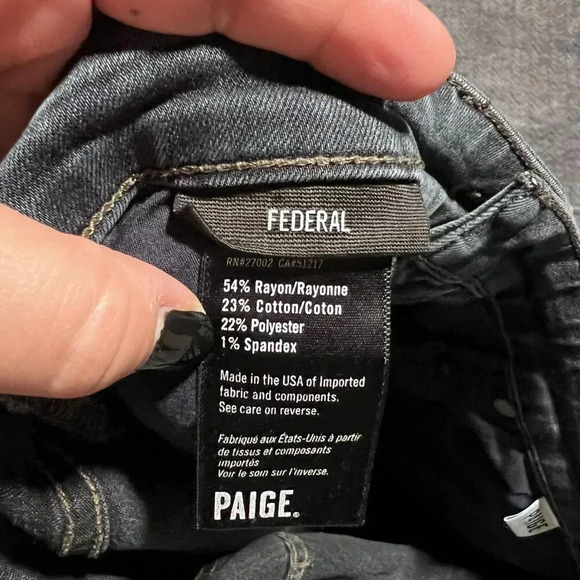 FEDERAL
RN#27002 CA#51217
54% Rayon/Rayonne
23% Cotton/Coton
22% Polyester
1% Spandex
Made in the USA of Imported
fabric and components.
See care on reverse.
Fabriqué aux États-Unis à partir
de tissus et composants
importés
Voir le soin sur l'inverse.
PAIGE®
PAIGE